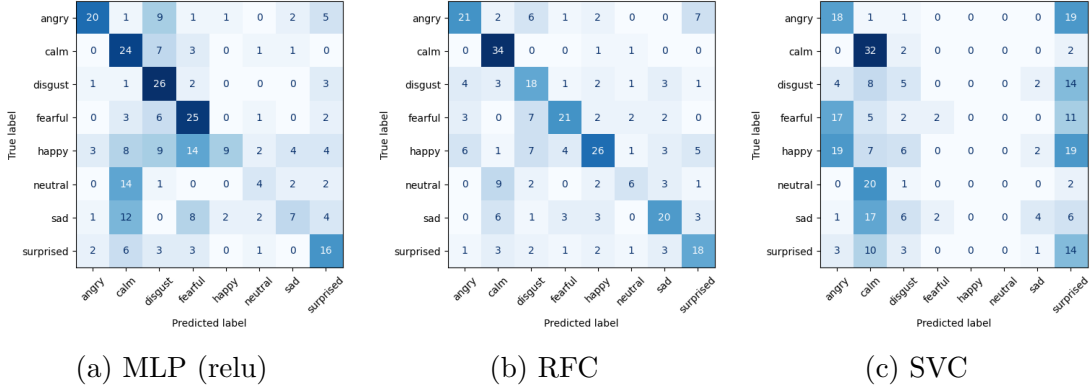 True label
angry 20 1 9 1 1 0 2 5
calm 0 24 7 3 0 1 1 0
disgust 1 1 26 2 0 0 0 3
fearful 0 3 6 25 0 1 0 2
happy 3 8 9 14 9 2 4 4
neutral 0 14 1 0 0 4 2 2
sad 1 12 0 8 2 2 7 4
surprised 2 6 3 3 0 1 0 16
angry calm disgust fearful happy neutral sad surprised
Predicted label
(a) MLP (relu)
True label
angry 21 2 6 1 2 0 0 7
calm 0 34 0 0 1 1 0 0
disgust 4 3 18 1 2 1 3 1
fearful 3 0 7 21 2 2 2 0
happy 6 1 7 4 26 1 3 5
neutral 0 9 0 2 2 6 3 1
sad 0 6 1 3 3 0 20 3
surprised 1 3 2 1 2 2 2 18
angry calm disgust fearful happy neutral sad surprised
Predicted label
(b) RFC
True label
angry 18 1 1 0 0 0 0 19
calm 0 32 2 0 0 0 0 2
disgust 4 8 5 0 0 0 2 14
fearful 17 5 2 2 0 0 0 11
happy 19 7 6 0 0 0 2 19
neutral 0 20 1 0 0 0 0 2
sad 1 17 6 2 0 0 4 6
surprised 3 10 3 0 0 0 1 14
angry calm disgust fearful happy neutral sad surprised
Predicted label
(c) SVC